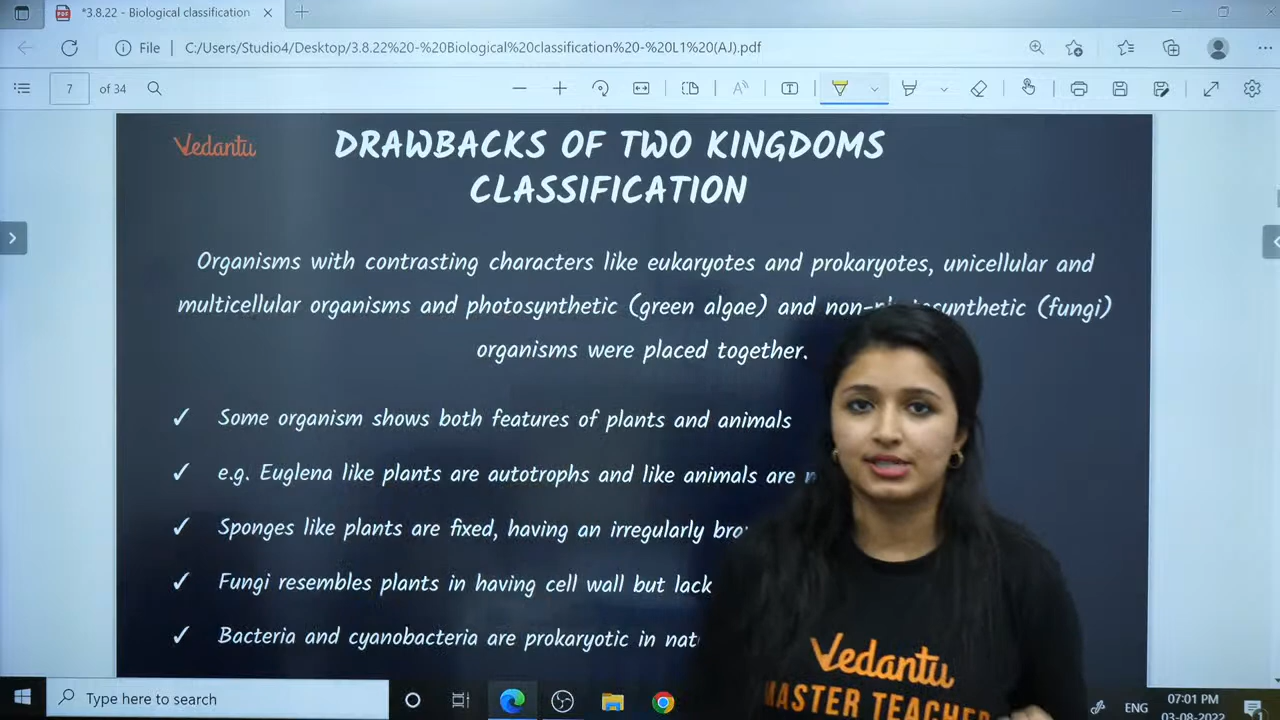 *3.8.22 - Biological classification
File
C:/Users/Studio4/Desktop/3.8.22%20-%20Biological%20classification%20-%20L1%20(AJ).pdf
7 of 34
Vedantu
DRAWBACKS OF TWO KINGDOMS
CLASSIFICATION
Organisms with contrasting characters like eukaryotes and prokaryotes, unicellular and
multicellular organisms and photosynthetic (green algae) and (fungi)
organisms were placed together.
✓ Some organism shows both features of plants and animals
✓ e.g. Euglena like plants are autotrophs and like animals are
✓ Sponges like plants are fixed, having an irregularly
✓ Fungi resembles plants in having cell wall but lack
✓ Bacteria and cyanobacteria are prokaryotic in
Vedantu
MASTER TEACHER
Type here to search
ENG
07:01 PM
03-08-2022